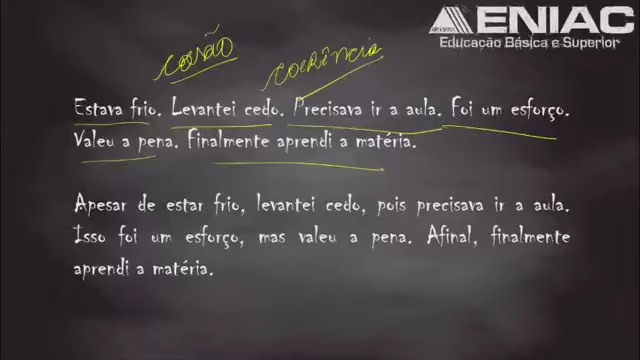 ENIAC
Educação Básica e Superior
coesão
coerência
Estava frio. Levantei cedo. Precisava ir a aula. Foi um esforço.
Valeu a pena. Finalmente aprendi a matéria.
Apesar de estar frio, levantei cedo, pois precisava ir a aula.
Isso foi um esforço, mas valeu a pena. Afinal, finalmente
aprendi a matéria.